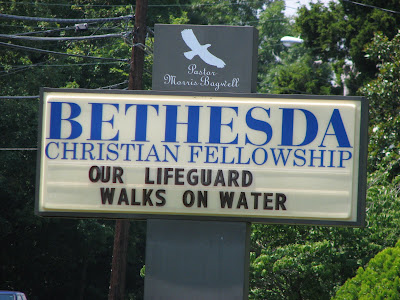 Pastor
Morris Bagwell
BETHESDA
CHRISTIAN FELLOWSHIP
OUR LIFEGUARD
WALKS ON WATER